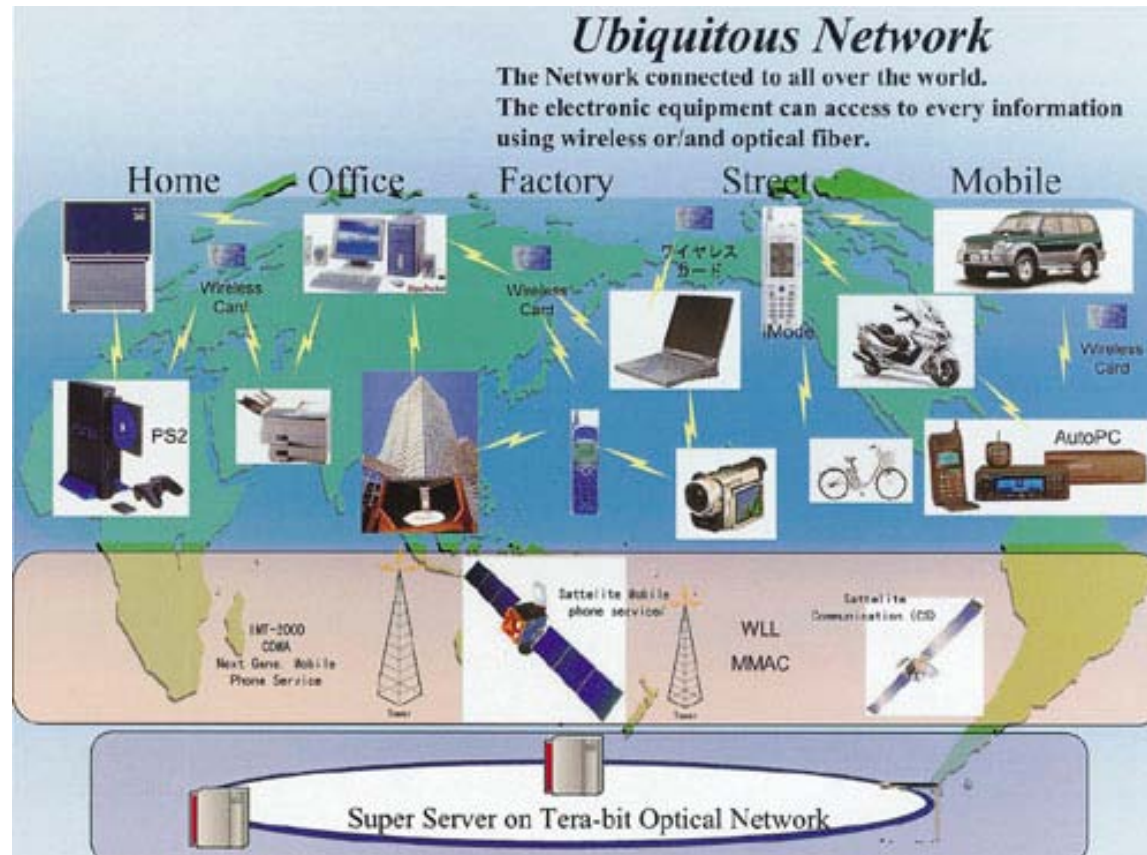 Ubiquitous Network
The Network connected to all over the world.
The electronic equipment can access to every information
using wireless or/and optical fiber.
Home Office Factory Street Mobile
Wireless
Card
Wireless
Card
ワイヤレス
カード
iMode
Wireless
Card
PS2
AutoPC
IMT-2000
CDMA
Next Gene. Mobile
Phone Service
Tower
Sattelite Mobile
phone service/
Tower
WLL
MMAC
Sattelite
Communication (CS)
Super Server on Tera-bit Optical Network